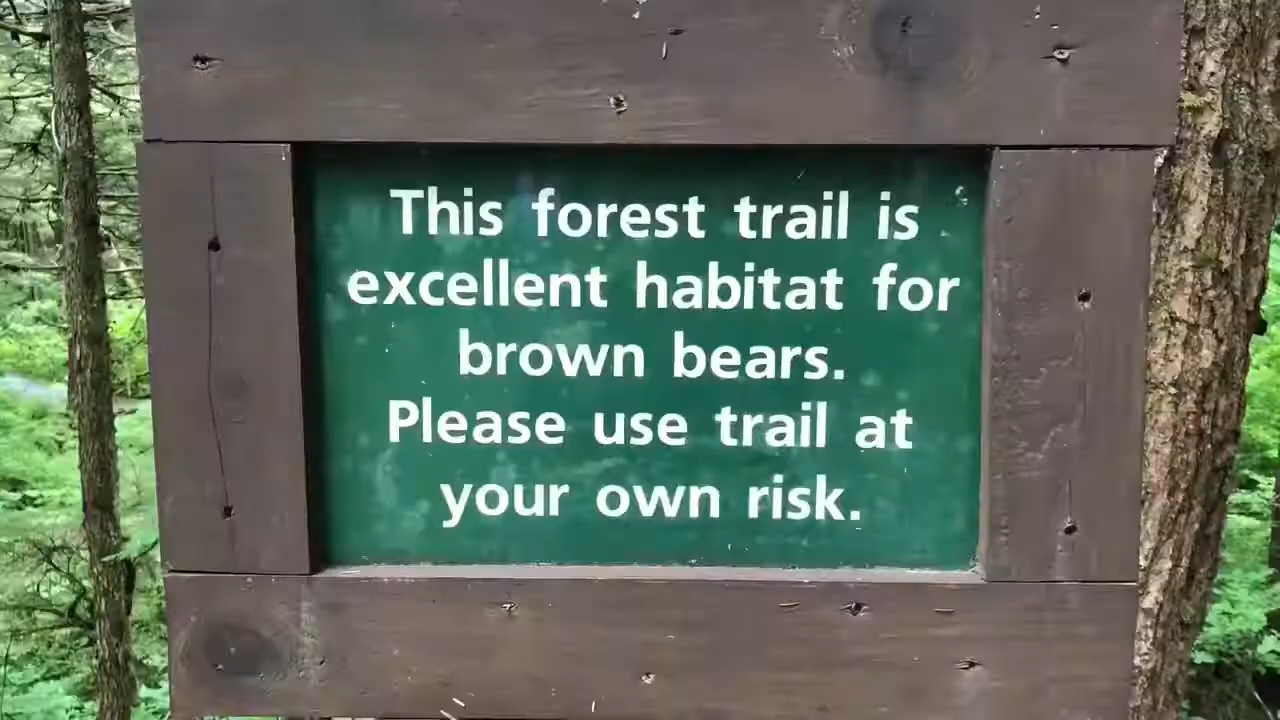 This forest trail is
excellent habitat for
brown bears.
Please use trail at
your own risk.